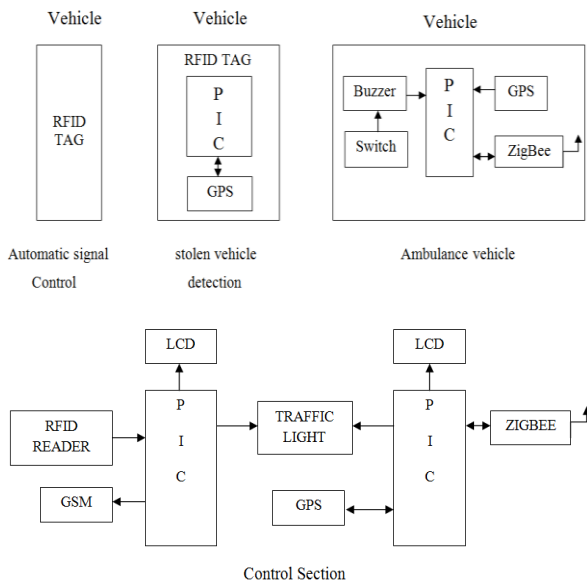 Vehicle
RFID
TAG
Automatic signal
Control
Vehicle
RFID TAG
P
I
C
GPS
stolen vehicle
detection
Vehicle
Buzzer
Switch
P
I
C
GPS
ZigBee
Ambulance vehicle
LCD
RFID
READER
GSM
P
I
C
TRAFFIC
LIGHT
GPS
LCD
P
I
C
ZIGBEE
Control Section